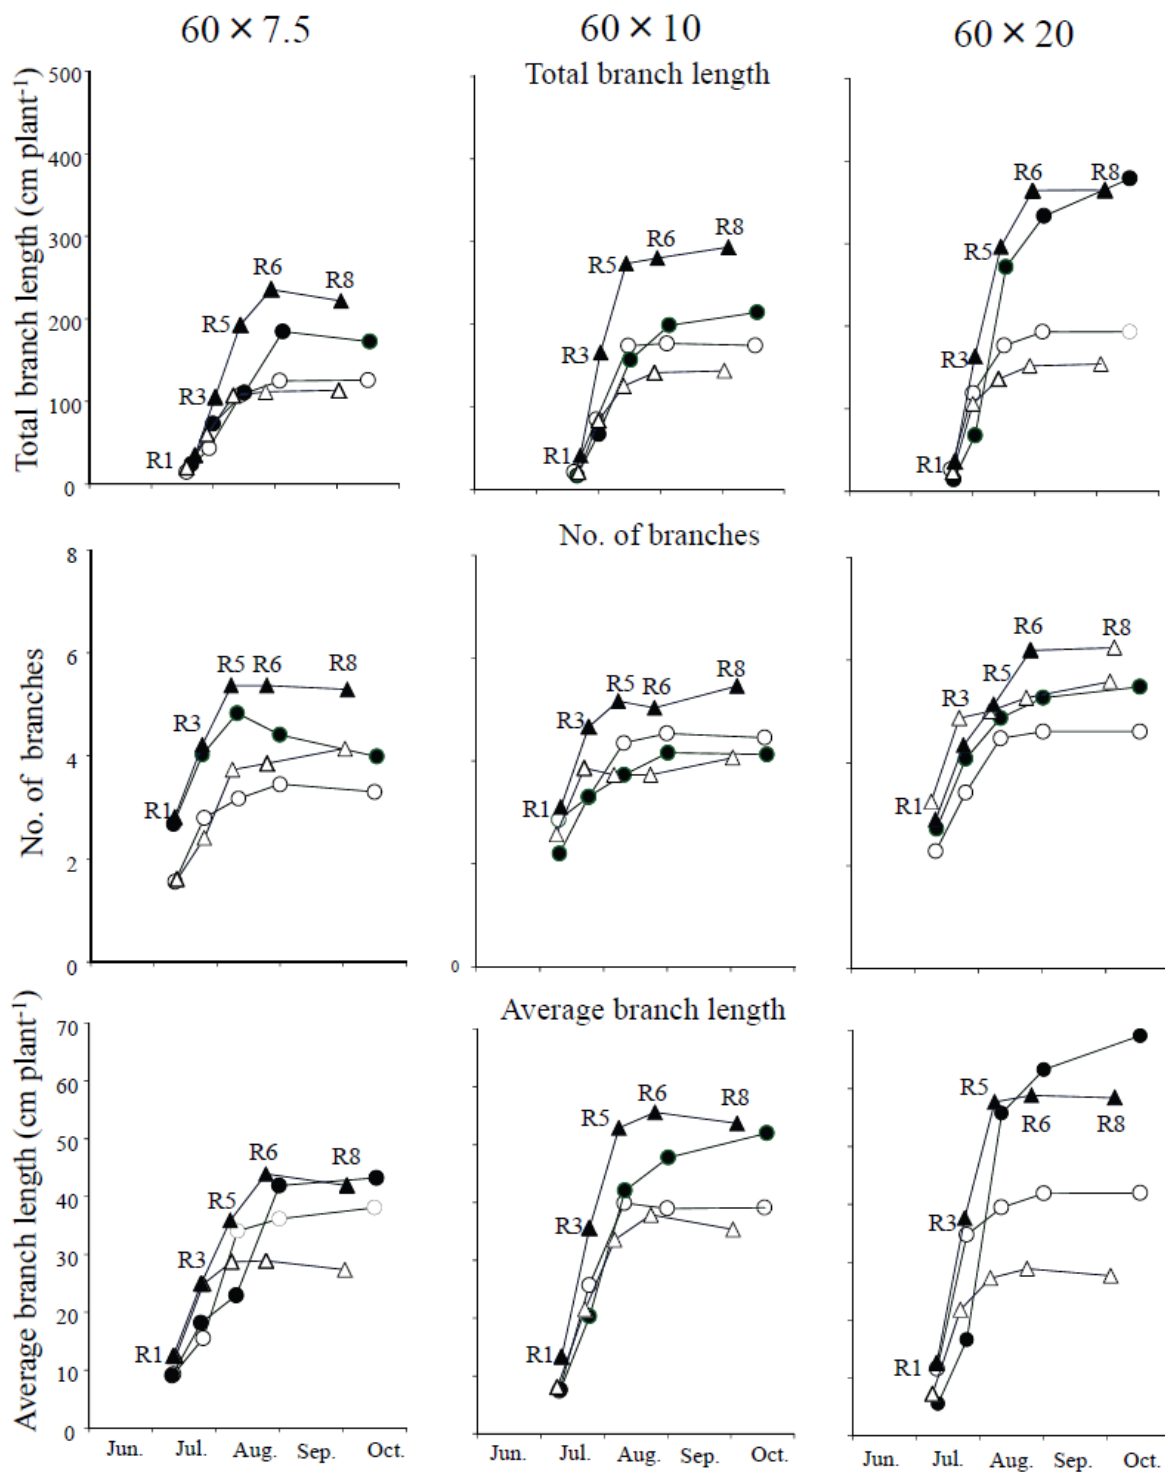 60 × 7.5
60 × 10
60 × 20
Total branch length
Total branch length (cm plant-1)
500
400
300
200
100
0
R1
R3
R5
R6
R8
R1
R3
R5
R6
R8
R1
R3
R5
R6
R8
No. of branches
No. of branches
8
6
4
2
0
R1
R3
R5
R6
R8
0
R1
R3
R5
R6
R8
R1
R3
R5
R6
R8
Average branch length
Average branch length (cm plant-1)
70
60
50
40
30
20
10
0
R1
R3
R5
R6
R8
R1
R3
R5
R6
R8
R1
R3
R5
R6
R8
Jun. Jul. Aug. Sep. Oct.
Jun. Jul. Aug. Sep. Oct.
Jun. Jul. Aug. Sep. Oct.